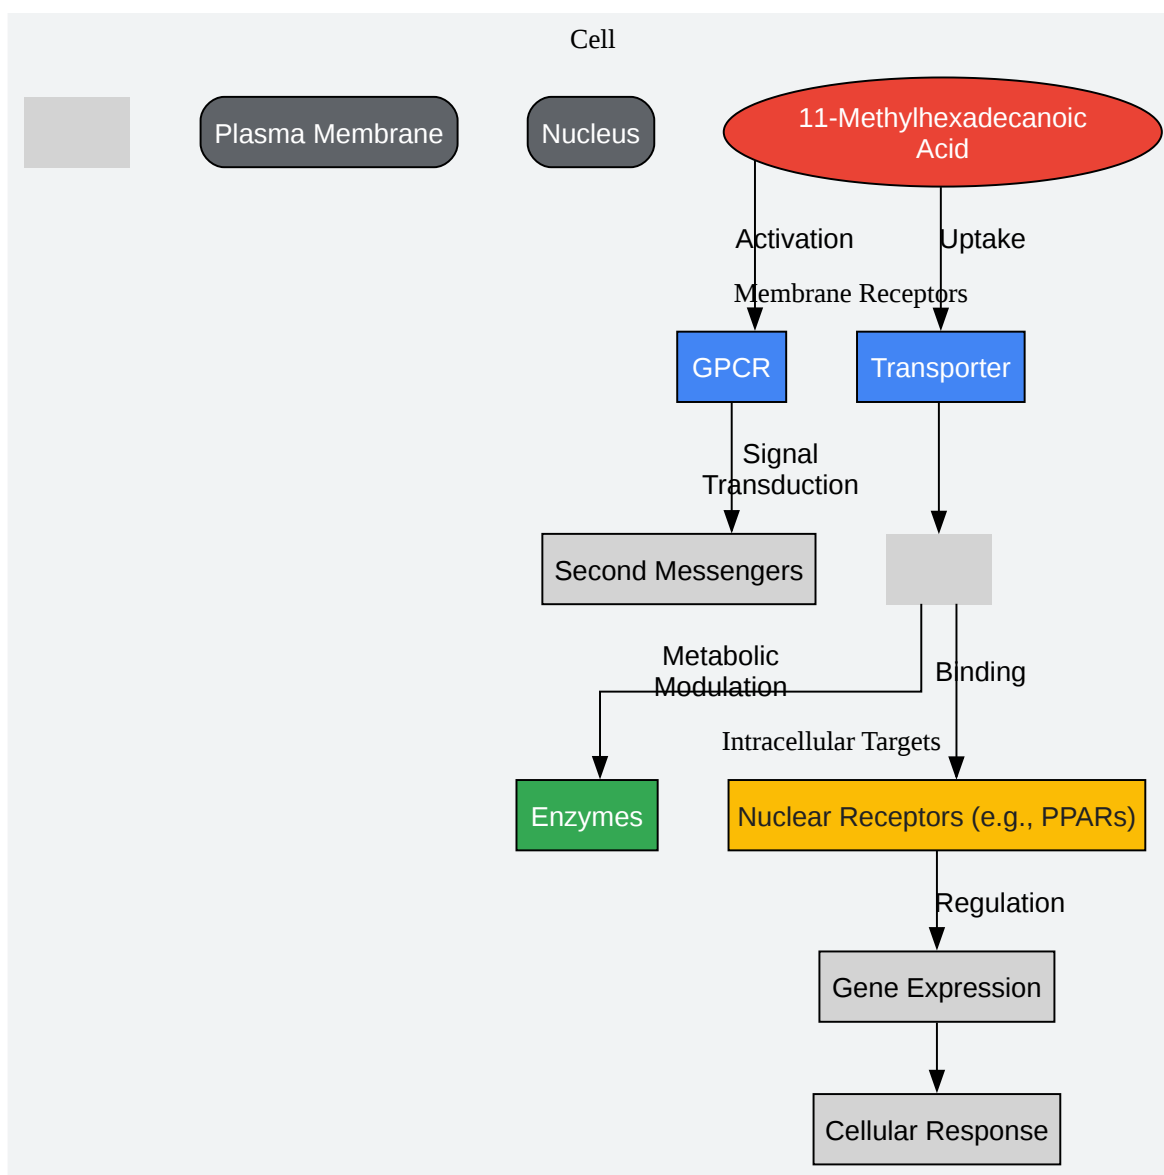 Cell
Plasma Membrane
Nucleus
11-Methylhexadecanoic
Acid
Activation
Uptake
Membrane Receptors
GPCR
Transporter
Signal
Transduction
Second Messengers
Metabolic
Modulation
Binding
Intracellular Targets
Enzymes
Nuclear Receptors (e.g., PPARs)
Regulation
Gene Expression
Cellular Response